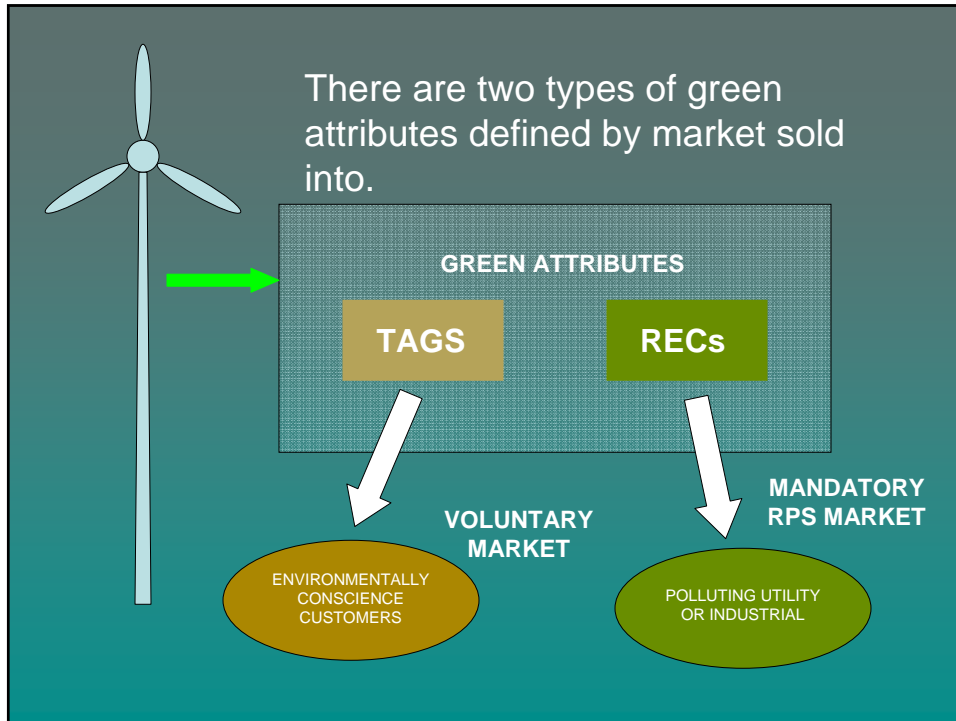 There are two types of green
attributes defined by market sold
into.
GREEN ATTRIBUTES
TAGS
RECs
VOLUNTARY
MARKET
MANDATORY
RPS MARKET
ENVIRONMENTALLY
CONSCIENCE
CUSTOMERS
POLLUTING UTILITY
OR INDUSTRIAL